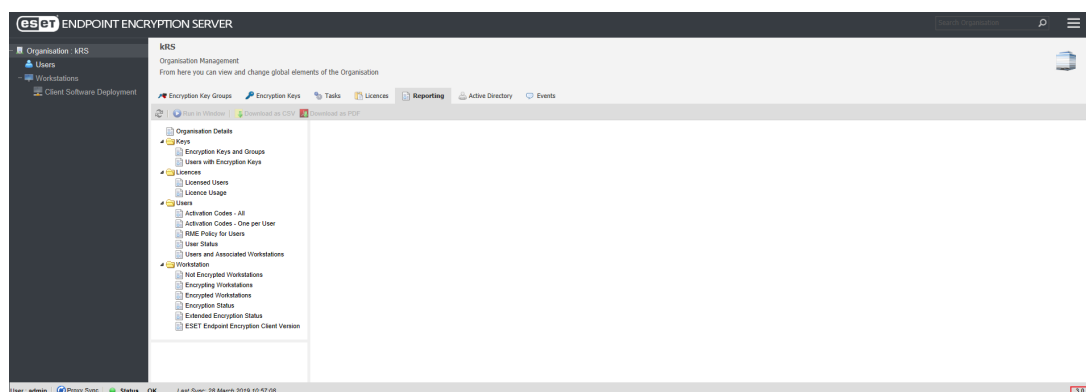 eseT ENDPOINT ENCRYPTION SERVER
Search Organisation
Organisation : kRS
Users
Workstations
Client Software Deployment
kRS
Organisation Management
From here you can view and change global elements of the Organisation
Encryption Key Groups Encryption Keys Tasks Licences Reporting Active Directory Events
Run in Window Download as CSV Download as PDF
Organisation Details
Keys
Encryption Keys and Groups
Users with Encryption Keys
Licences
Licensed Users
Licence Usage
Users
Activation Codes - All
Activation Codes - One per User
RME Policy for Users
User Status
Users and Associated Workstations
Workstation
Not Encrypted Workstations
Encrypting Workstations
Encrypted Workstations
Encryption Status
Extended Encryption Status
ESET Endpoint Encryption Client Version
User : admin Proxy Sync Status OK Last Sync: 28 March 2019 10:57:08 3.0